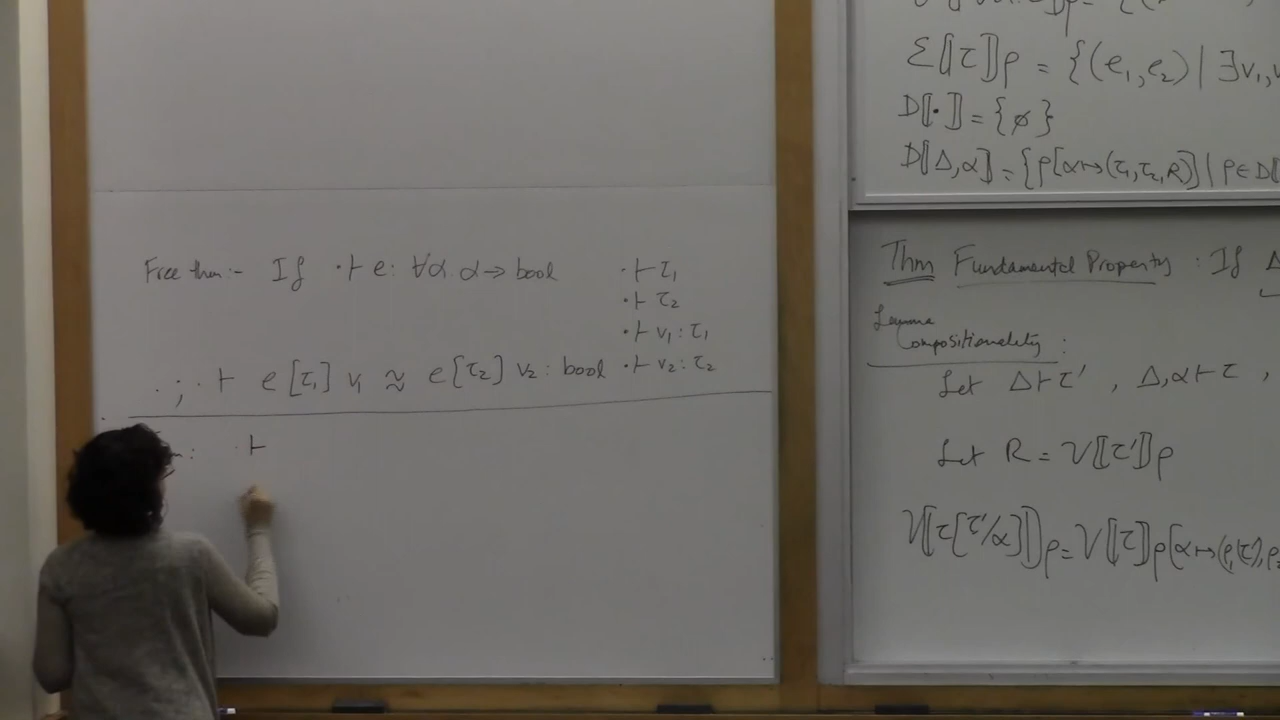 Free thm:- If · ⊢ e: ∀α. α → bool
· ⊢ τ₁
· ⊢ τ₂
· ⊢ v₁ : τ₁
· ⊢ v₂ : τ₂
· ; · ⊢ e [τ₁] v₁ ≈ e [τ₂] v₂ : bool
· ⊢
ℰ⟦τ⟧ρ = {(e₁, e₂) | ∃v₁,
D⟦·⟧ = {∅}
D⟦Δ, α⟧ = {ρ[α ↦ (τ₁, τ₂, R)] | ρ ∈ D⟦
Thm Fundamental Property : If Δ
Lemma
Compositionality :
Let Δ ⊢ τ' , Δ, α ⊢ τ ,
Let R = 𝒱⟦τ'⟧ρ
𝒱⟦τ[τ'/α]⟧ρ = 𝒱⟦τ⟧ρ[α ↦ (ρ₁(τ'), ρ₂